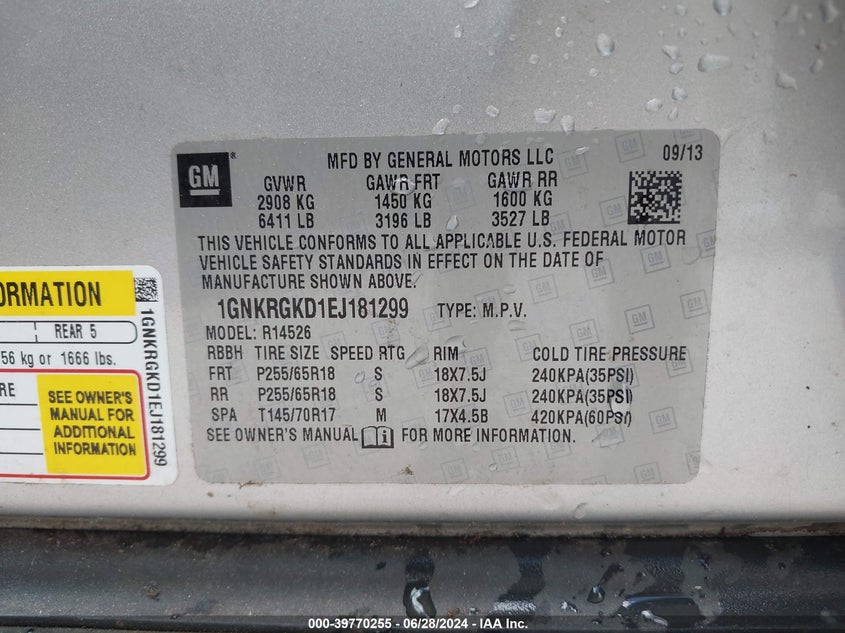 GM ®
MFD BY GENERAL MOTORS LLC 09/13
GVWR GAWR FRT GAWR RR
2908 KG 1450 KG 1600 KG
6411 LB 3196 LB 3527 LB
THIS VEHICLE CONFORMS TO ALL APPLICABLE U.S. FEDERAL MOTOR
VEHICLE SAFETY STANDARDS IN EFFECT ON THE DATE OF
MANUFACTURE SHOWN ABOVE.
1GNKRGKD1EJ181299 TYPE: M.P.V.
MODEL: R14526
RBBH TIRE SIZE SPEED RTG RIM COLD TIRE PRESSURE
FRT P255/65R18 S 18X7.5J 240KPA(35PSI)
RR P255/65R18 S 18X7.5J 240KPA(35PSI)
SPA T145/70R17 M 17X4.5B 420KPA(60PSI)
SEE OWNER'S MANUAL FOR MORE INFORMATION.
REAR 5
56 kg or 1666 lbs.
SEE OWNER'S
MANUAL FOR
ADDITIONAL
INFORMATION
1GNKRGKD1EJ181299
000-39770255 - 06/28/2024 - IAA Inc.